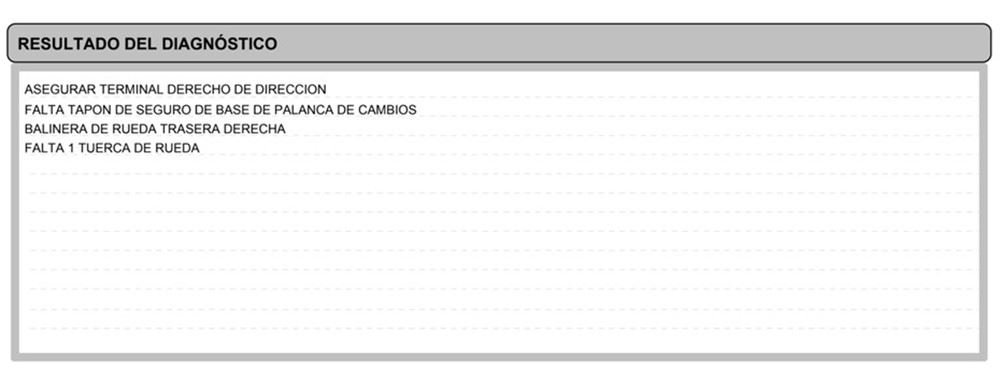 RESULTADO DEL DIAGNÓSTICO
ASEGURAR TERMINAL DERECHO DE DIRECCION
FALTA TAPON DE SEGURO DE BASE DE PALANCA DE CAMBIOS
BALINERA DE RUEDA TRASERA DERECHA
FALTA 1 TUERCA DE RUEDA